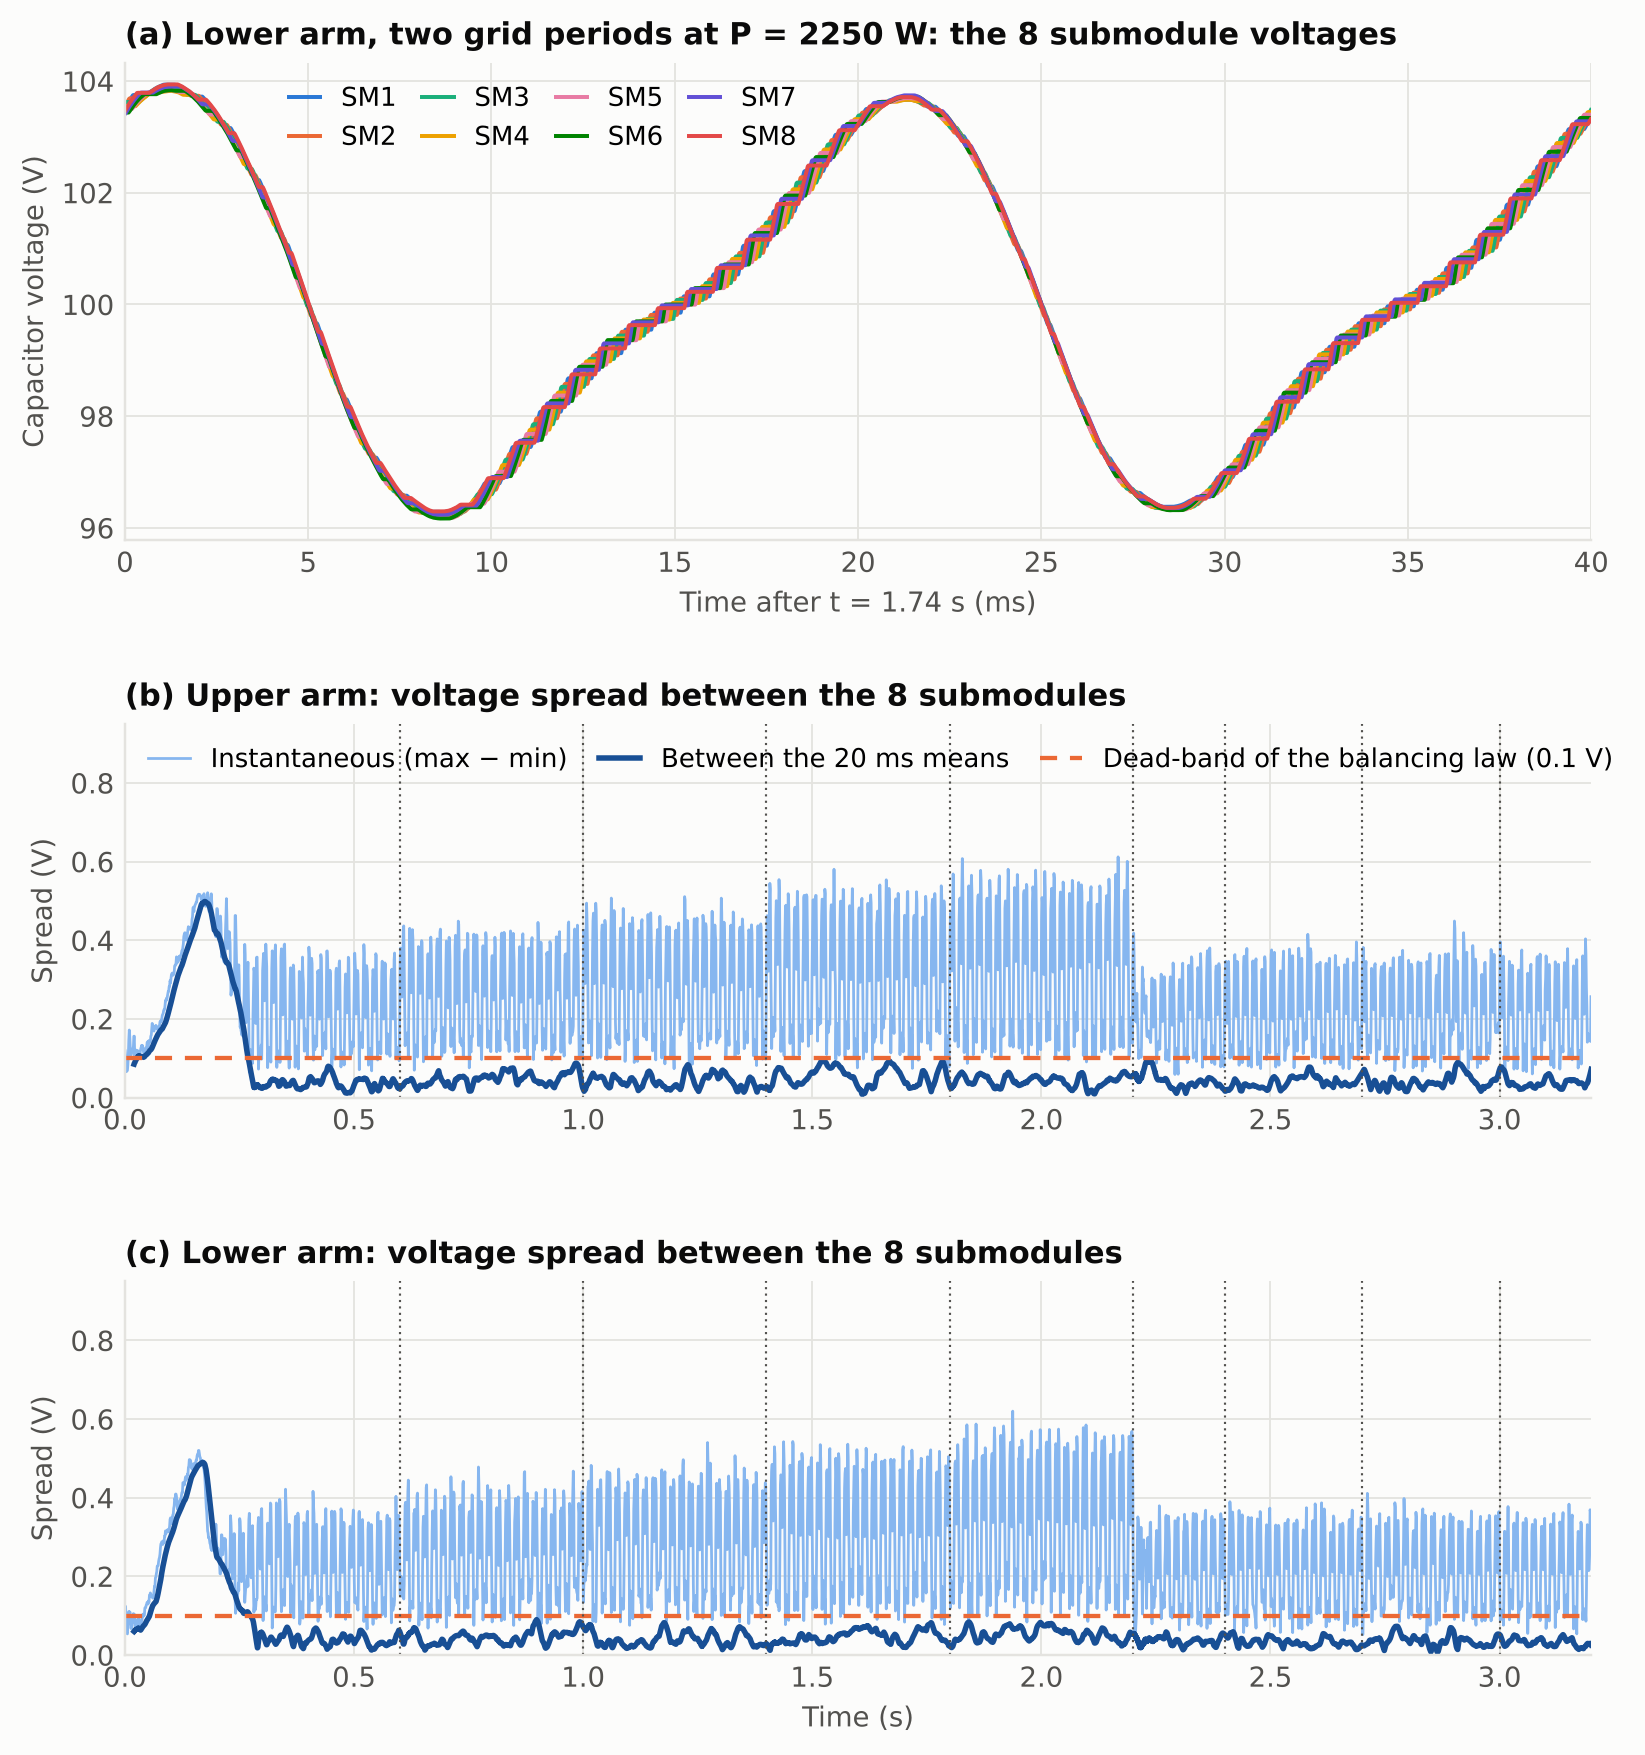 (a) Lower arm, two grid periods at P = 2250 W: the 8 submodule voltages
SM1 SM3 SM5 SM7
SM2 SM4 SM6 SM8
Capacitor voltage (V)
104
102
100
98
96
0 5 10 15 20 25 30 35 40
Time after t = 1.74 s (ms)
(b) Upper arm: voltage spread between the 8 submodules
Instantaneous (max − min) Between the 20 ms means Dead-band of the balancing law (0.1 V)
Spread (V)
0.8
0.6
0.4
0.2
0.0
0.0 0.5 1.0 1.5 2.0 2.5 3.0
(c) Lower arm: voltage spread between the 8 submodules
Spread (V)
0.8
0.6
0.4
0.2
0.0
0.0 0.5 1.0 1.5 2.0 2.5 3.0
Time (s)